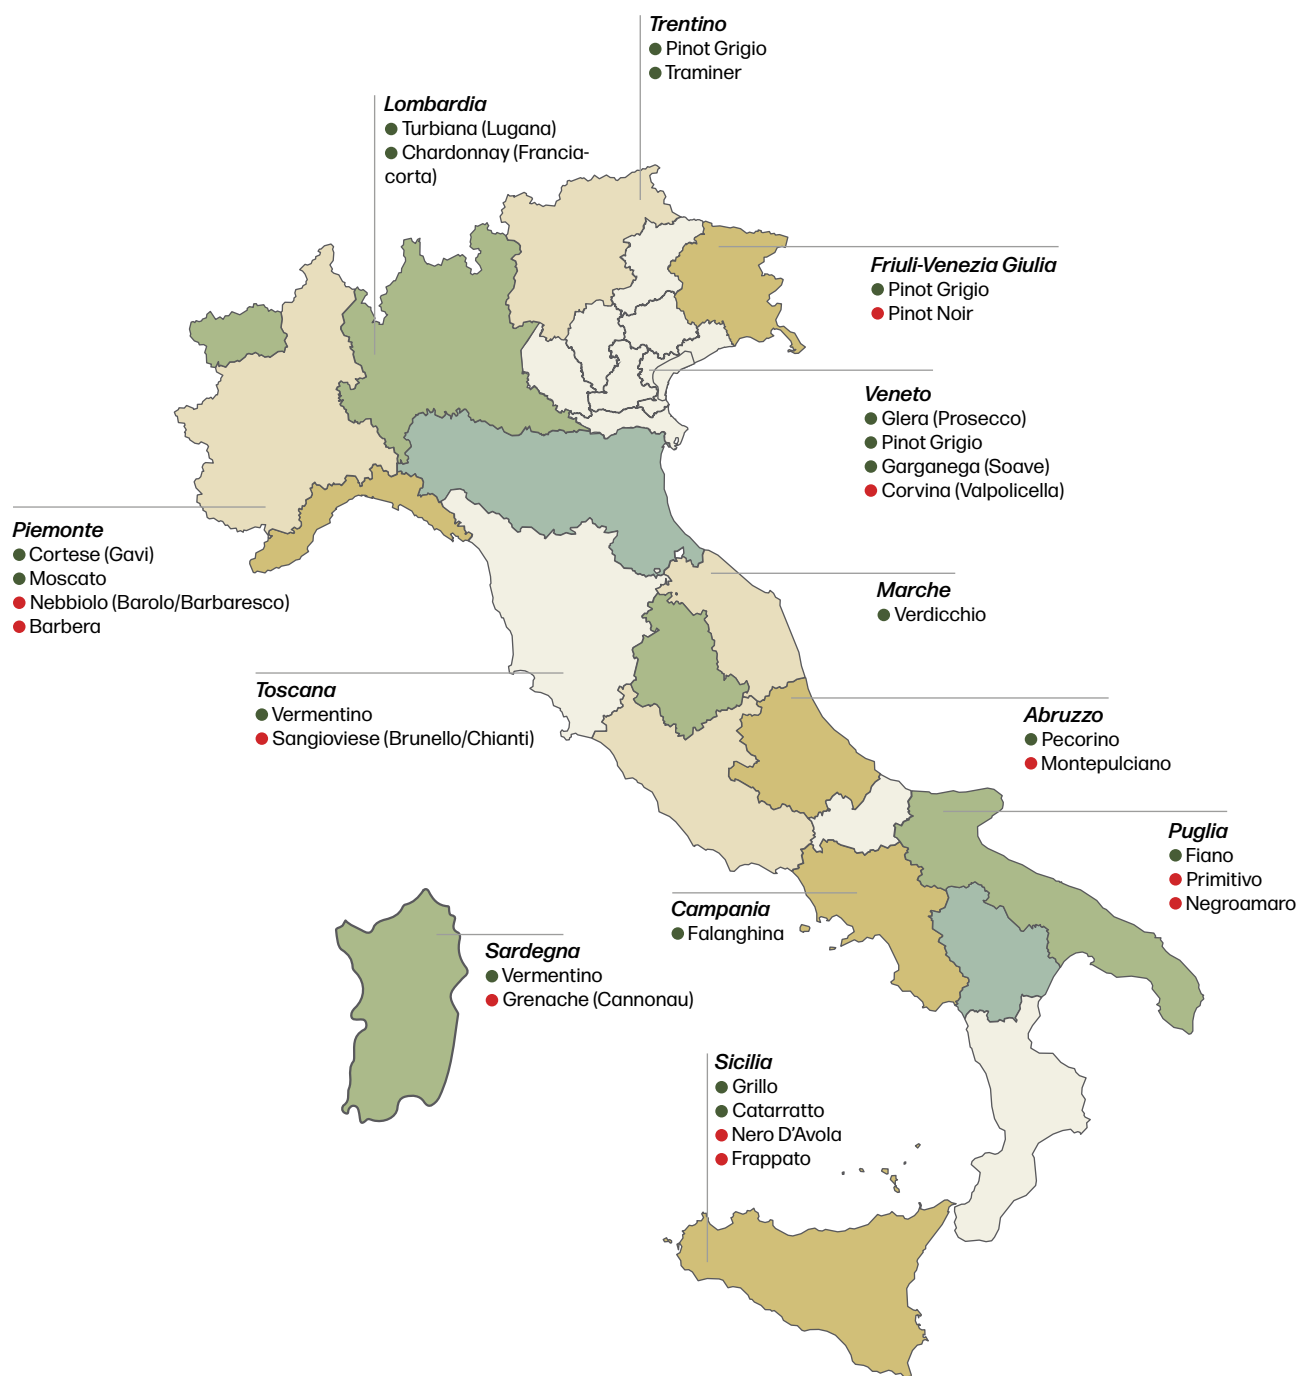 Trentino
Pinot Grigio
Traminer
Lombardia
Turbiana (Lugana)
Chardonnay (Francia-
corta)
Friuli-Venezia Giulia
Pinot Grigio
Pinot Noir
Veneto
Glera (Prosecco)
Pinot Grigio
Garganega (Soave)
Corvina (Valpolicella)
Piemonte
Cortese (Gavi)
Moscato
Nebbiolo (Barolo/Barbaresco)
Barbera
Marche
Verdicchio
Toscana
Vermentino
Sangioviese (Brunello/Chianti)
Abruzzo
Pecorino
Montepulciano
Puglia
Fiano
Primitivo
Negroamaro
Campania
Falanghina
Sardegna
Vermentino
Grenache (Cannonau)
Sicilia
Grillo
Catarratto
Nero D'Avola
Frappato